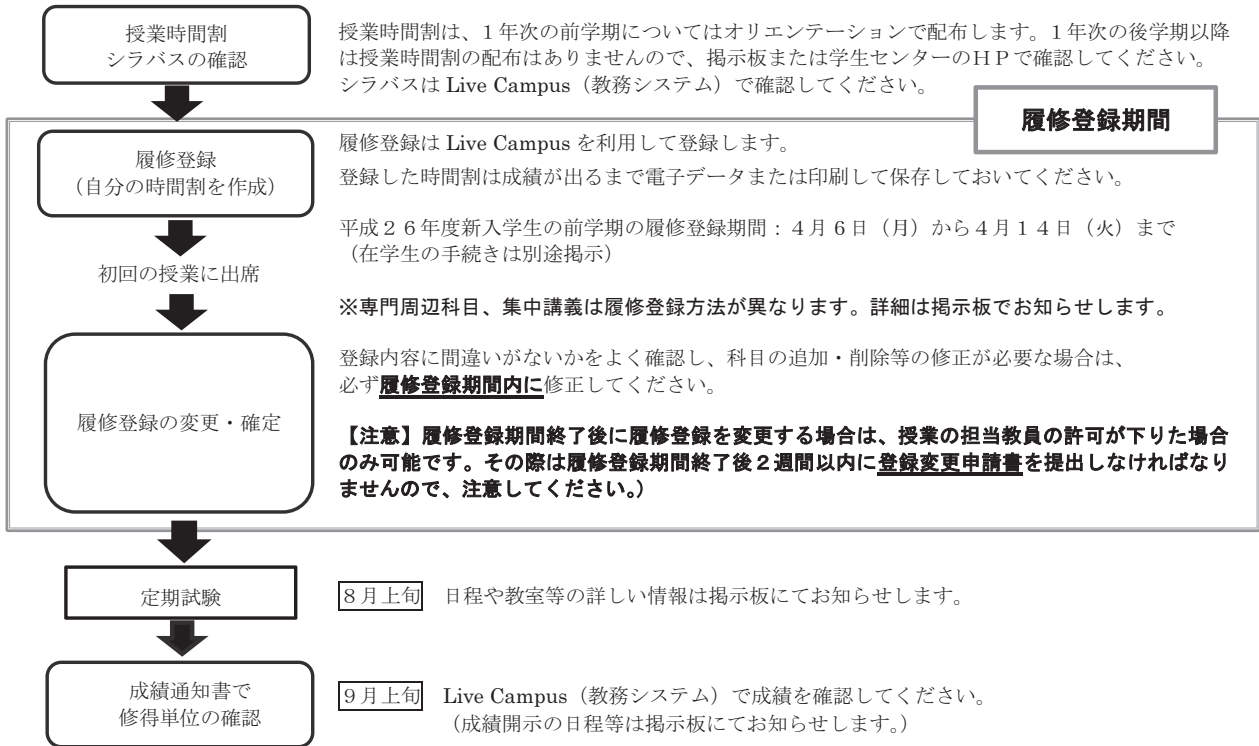 授業時間割
シラバスの確認
授業時間割は、1年次の前学期についてはオリエンテーションで配布します。1年次の後学期以降
は授業時間割の配布はありませんので、掲示板または学生センターのＨＰで確認してください。
シラバスは Live Campus（教務システム）で確認してください。
履修登録期間
履修登録
（自分の時間割を作成）
履修登録は Live Campus を利用して登録します。
登録した時間割は成績が出るまで電子データまたは印刷して保存しておいてください。
平成２６年度新入学生の前学期の履修登録期間：４月６日（月）から４月１４日（火）まで
（在学生の手続きは別途掲示）
初回の授業に出席
※専門周辺科目、集中講義は履修登録方法が異なります。詳細は掲示板でお知らせします。
履修登録の変更・確定
登録内容に間違いがないかをよく確認し、科目の追加・削除等の修正が必要な場合は、
必ず履修登録期間内に修正してください。
【注意】履修登録期間終了後に履修登録を変更する場合は、授業の担当教員の許可が下りた場合
のみ可能です。その際は履修登録期間終了後２週間以内に登録変更申請書を提出しなければなり
ませんので、注意してください。）
定期試験
８月上旬　日程や教室等の詳しい情報は掲示板にてお知らせします。
成績通知書で
修得単位の確認
９月上旬　Live Campus（教務システム）で成績を確認してください。
（成績開示の日程等は掲示板にてお知らせします。）